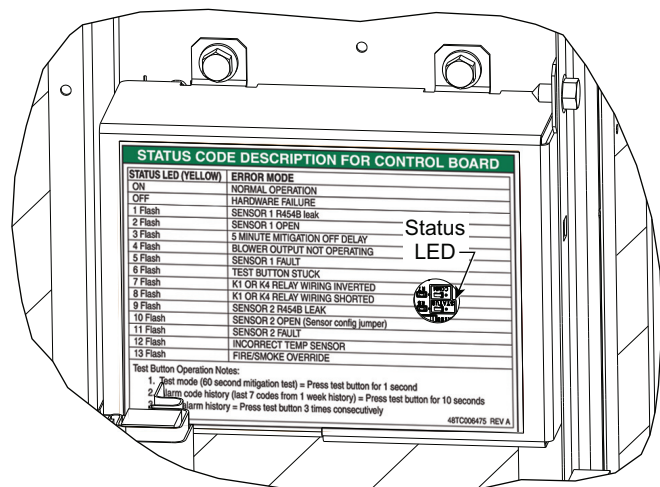 STATUS CODE DESCRIPTION FOR CONTROL BOARD
STATUS LED (YELLOW) ERROR MODE
ON NORMAL OPERATION
OFF HARDWARE FAILURE
1 Flash SENSOR 1 R454B leak
2 Flash SENSOR 1 OPEN
3 Flash 5 MINUTE MITIGATION OFF DELAY
4 Flash BLOWER OUTPUT NOT OPERATING
5 Flash SENSOR 1 FAULT
6 Flash TEST BUTTON STUCK
7 Flash K1 OR K4 RELAY WIRING INVERTED
8 Flash K1 OR K4 RELAY WIRING SHORTED
9 Flash SENSOR 2 R454B LEAK
10 Flash SENSOR 2 OPEN (Sensor config jumper)
11 Flash SENSOR 2 FAULT
12 Flash INCORRECT TEMP SENSOR
13 Flash FIRE/SMOKE OVERRIDE
Status
LED
COMM
STATUS
Test Button Operation Notes:
1. Test mode (60 second mitigation test) = Press test button for 1 second
2. Alarm code history (last 7 codes from 1 week history) = Press test button for 10 seconds
alarm history = Press test button 3 times consecutively
48TC006475 REV A